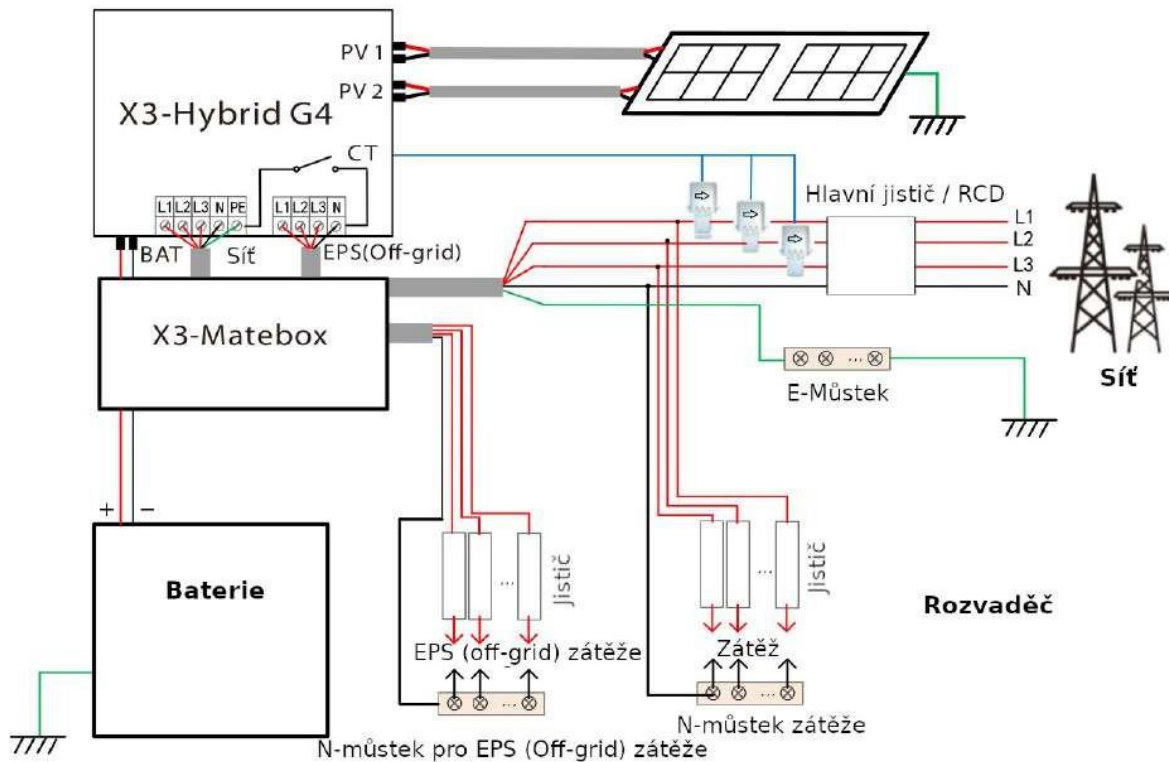 PV 1
PV 2
X3-Hybrid G4
CT
L1 L2 L3 N PE
L1 L2 L3 N
BAT
Síť
EPS(Off-grid)
Hlavní jistič / RCD
L1
L2
L3
N
X3-Matebox
...
E-Můstek
Síť
+ −
Baterie
...
Jistič
...
Jistič
Rozvaděč
EPS (off-grid) zátěže
Zátěž
...
...
N-můstek zátěže
N-můstek pro EPS (Off-grid) zátěže